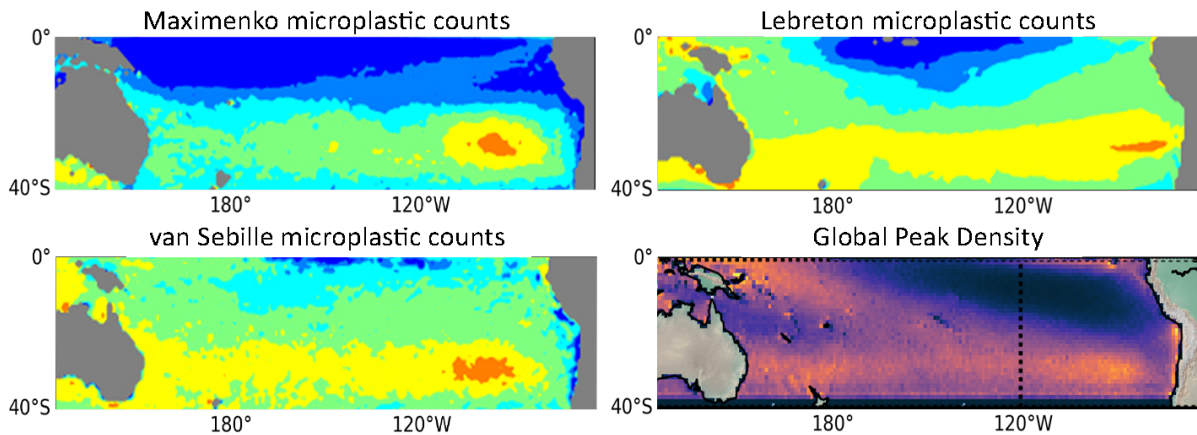 Maximenko microplastic counts
Lebreton microplastic counts
0°
0°
40°S
40°S
180°
120°W
180°
120°W
van Sebille microplastic counts
Global Peak Density
0°
0°
40°S
40°S
180°
120°W
180°
120°W